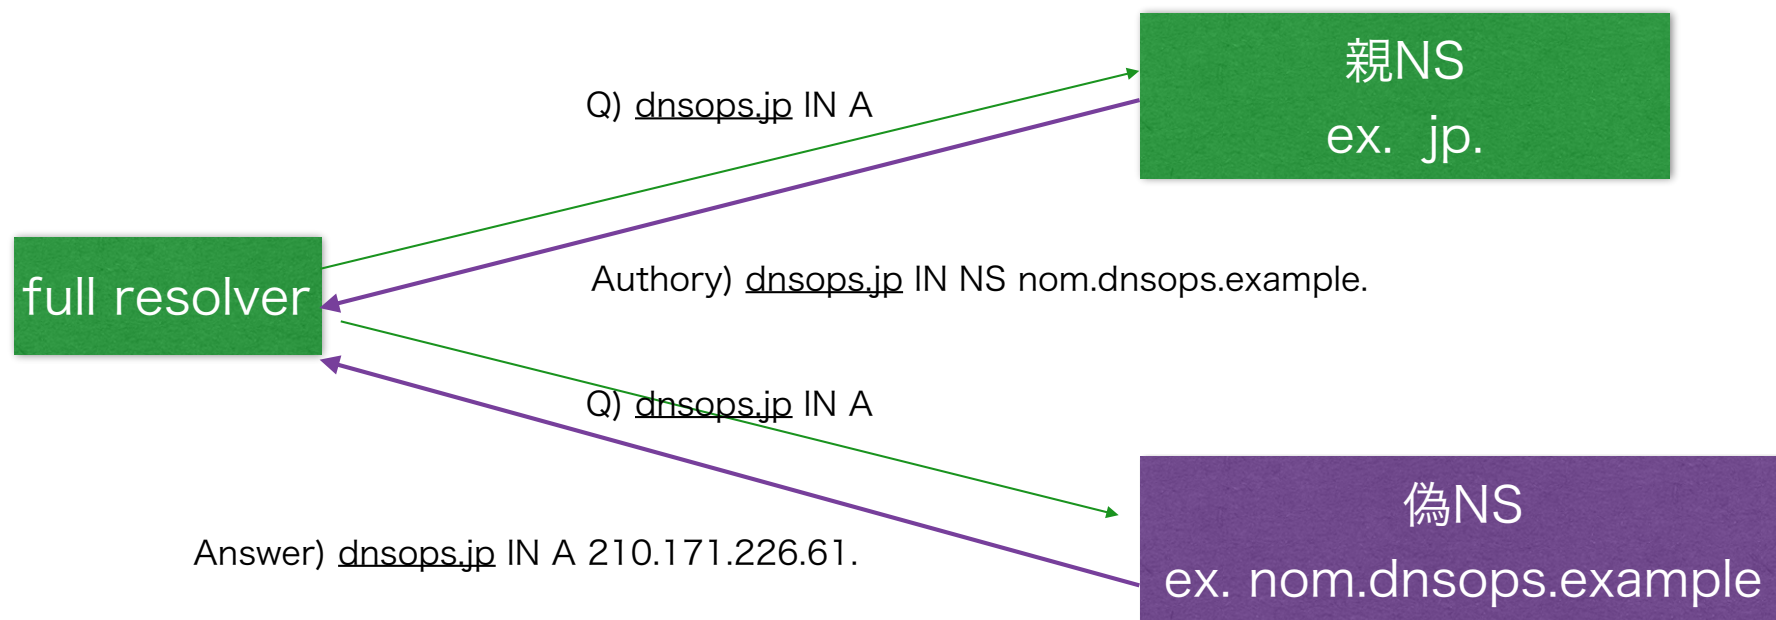 親NS
ex. jp.
Q) dnsops.jp IN A
full resolver
Authory) dnsops.jp IN NS nom.dnsops.example.
Q) dnsops.jp IN A
Answer) dnsops.jp IN A 210.171.226.61.
偽NS
ex. nom.dnsops.example